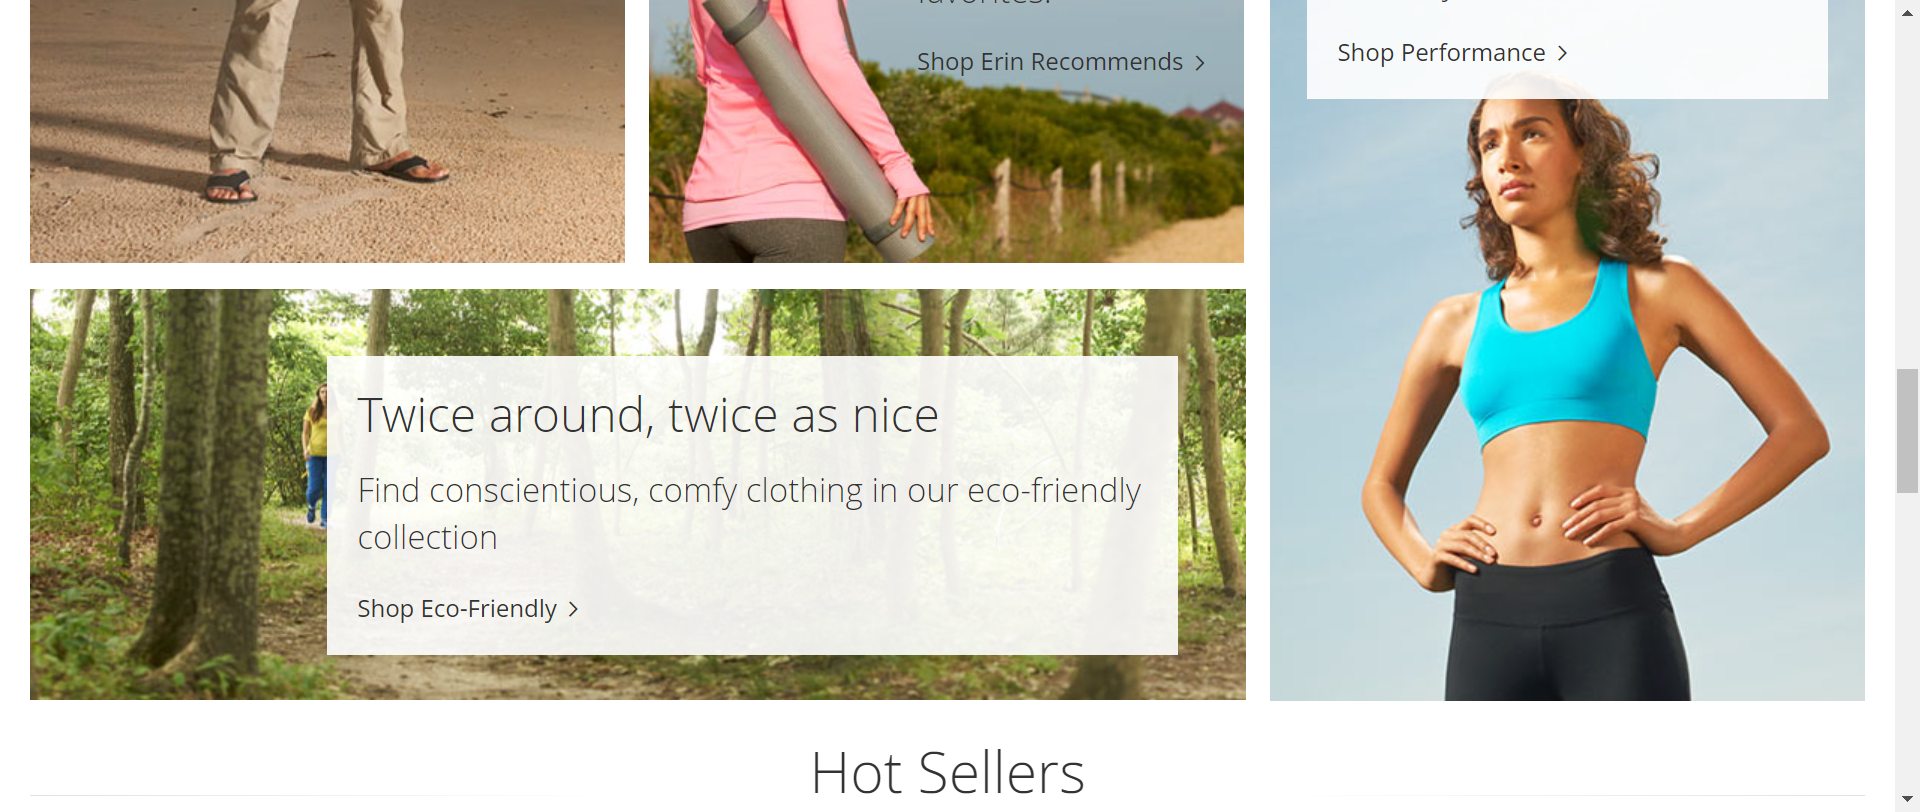 favorites.
Shop Erin Recommends
Shop Performance
Twice around, twice as nice
Find conscientious, comfy clothing in our eco-friendly
collection
Shop Eco-Friendly
Hot Sellers